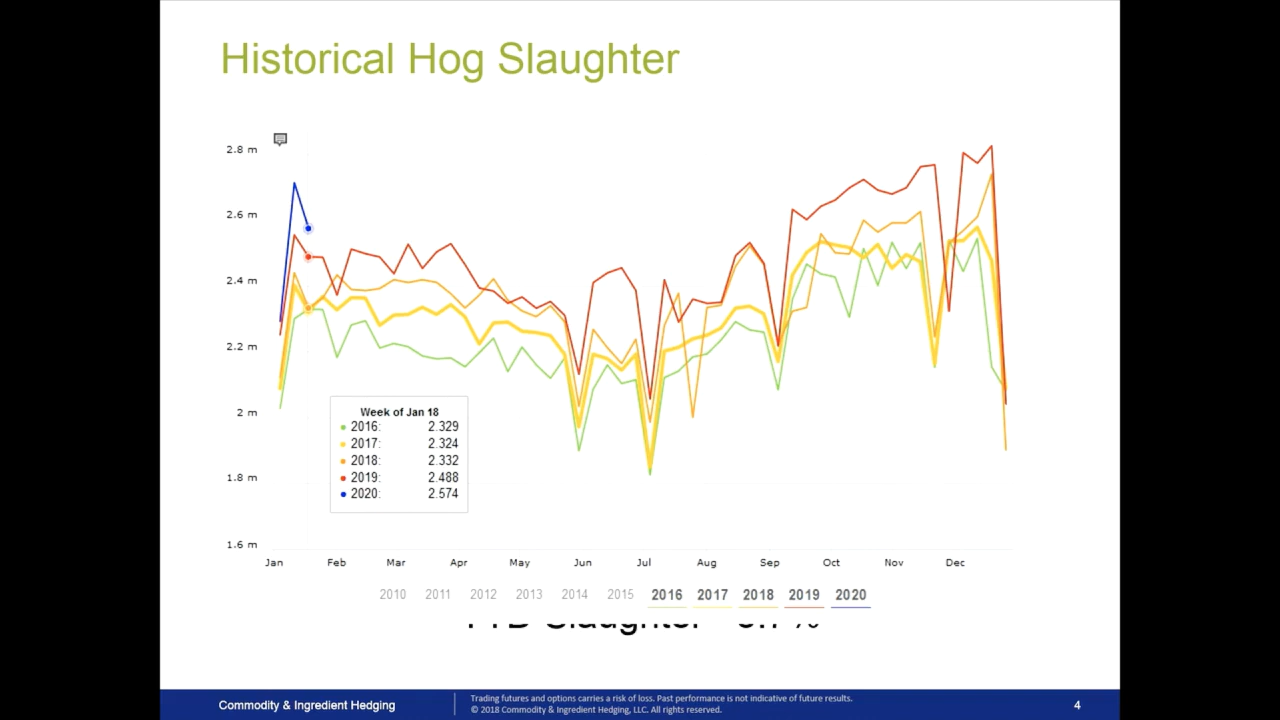 Historical Hog Slaughter
2.8 m
2.6 m
2.4 m
2.2 m
2 m
1.8 m
1.6 m
Week of Jan 18
2016: 2.329
2017: 2.324
2018: 2.332
2019: 2.488
2020: 2.574
Jan Feb Mar Apr May Jun Jul Aug Sep Oct Nov Dec
2010 2011 2012 2013 2014 2015 2016 2017 2018 2019 2020
YTD Slaughter
Commodity & Ingredient Hedging
Trading futures and options carries a risk of loss. Past performance is not indicative of future results.
© 2018 Commodity & Ingredient Hedging, LLC. All rights reserved.
4